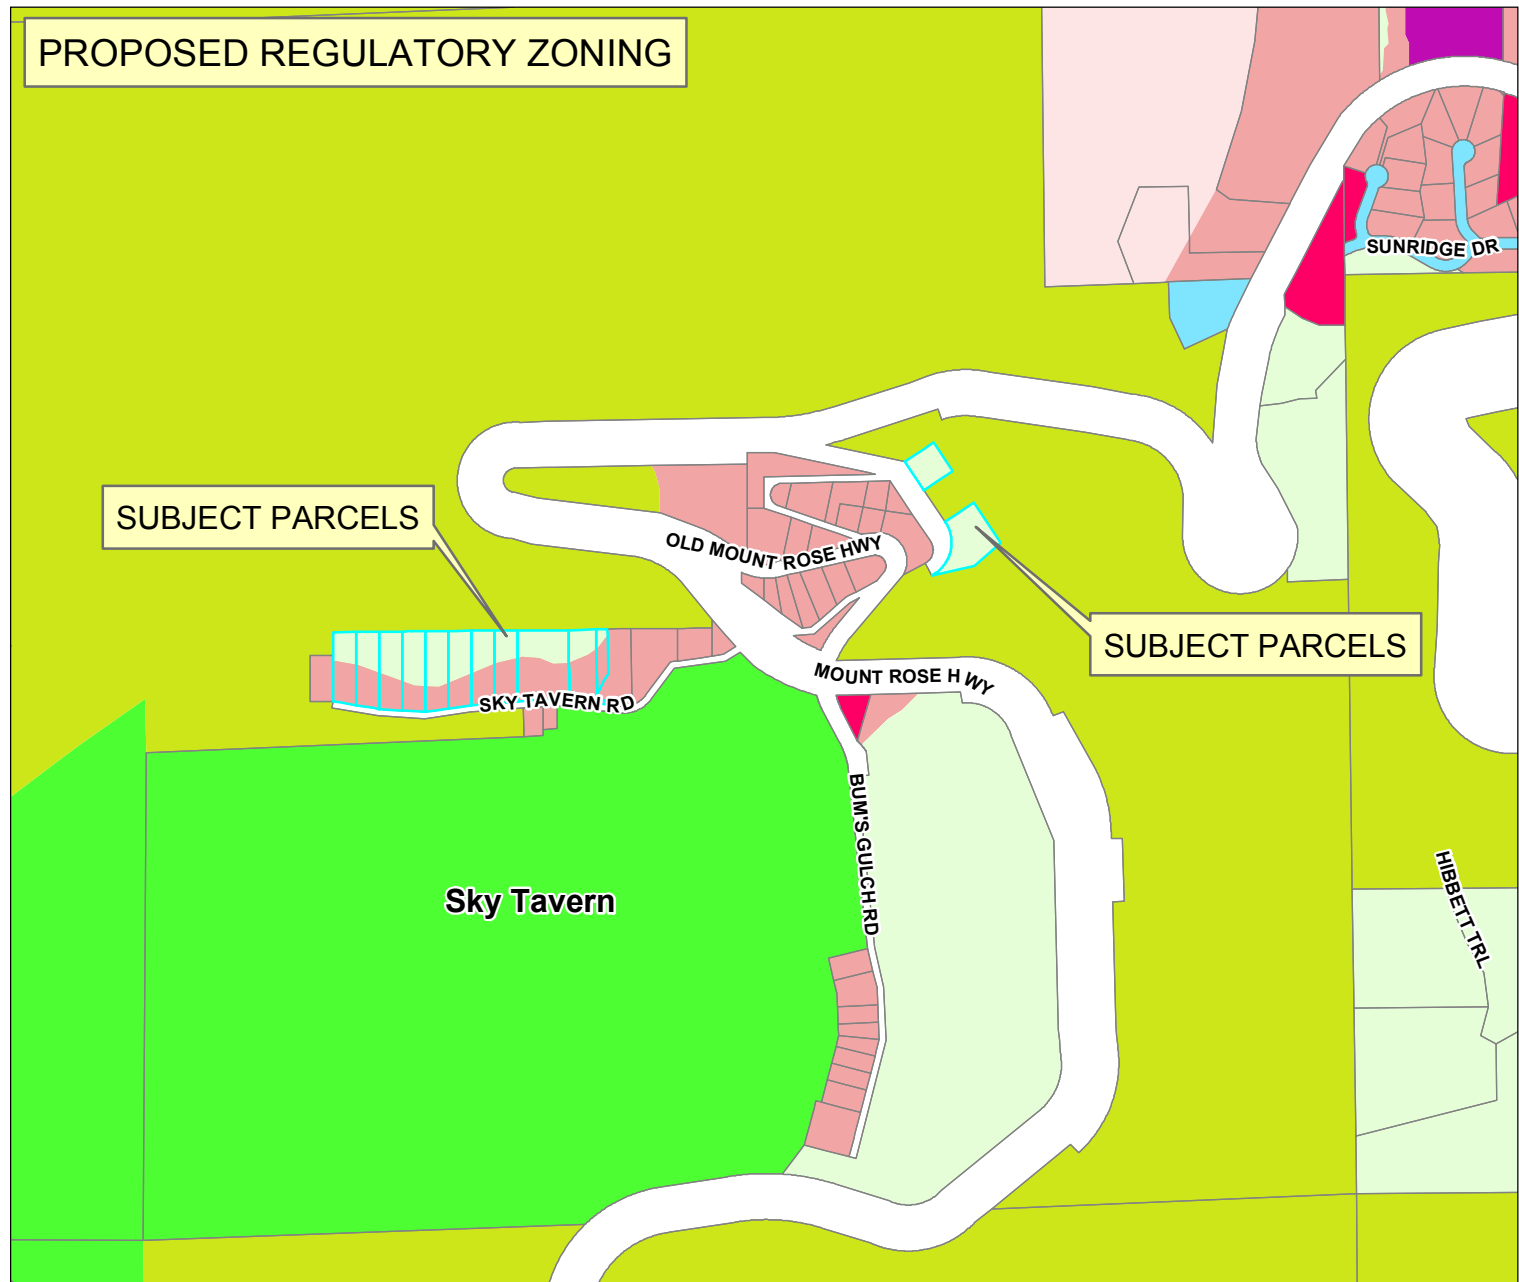 PROPOSED REGULATORY ZONING
SUNRIDGE DR
SUBJECT PARCELS
OLD MOUNT ROSE HWY
SUBJECT PARCELS
MOUNT ROSE HWY
SKY TAVERN RD
BUM'S GULCH RD
HIBBETT TRL
Sky Tavern